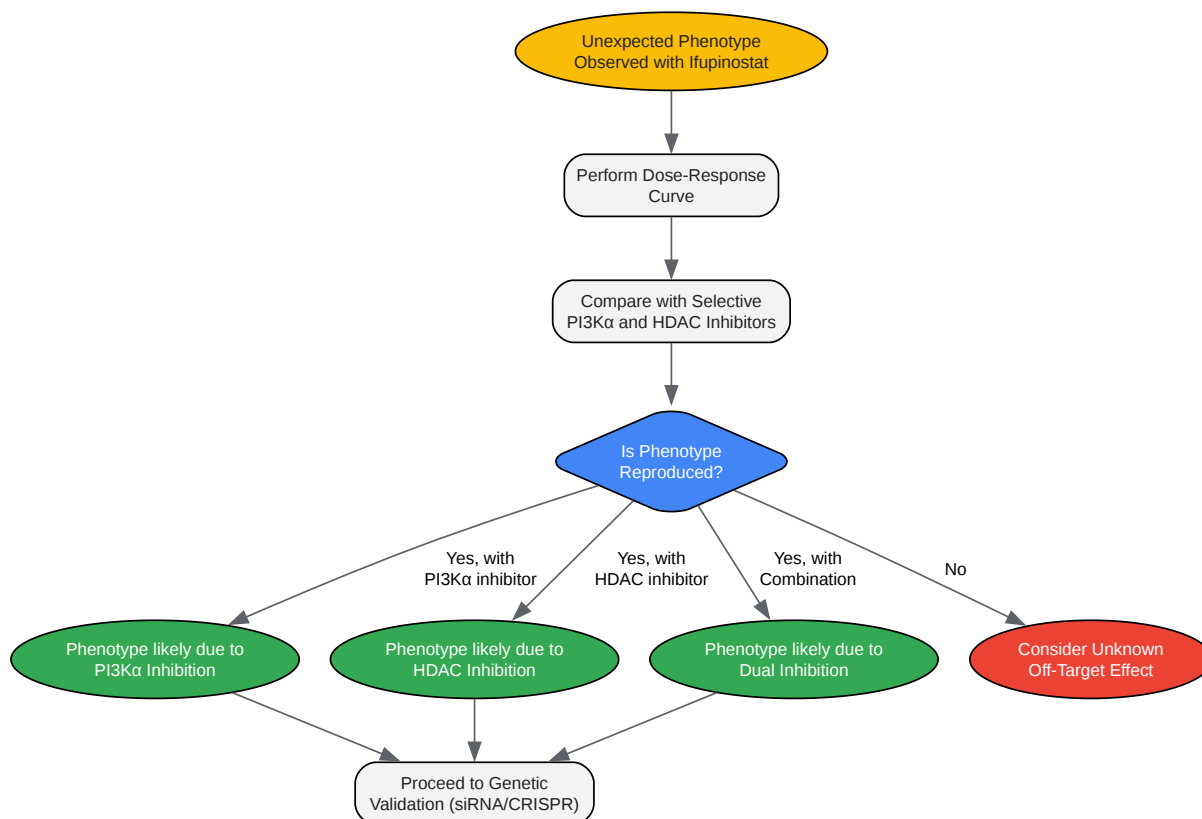 Unexpected Phenotype
Observed with Ifupinostat
Perform Dose-Response
Curve
Compare with Selective
PI3Kα and HDAC Inhibitors
Is Phenotype
Reproduced?
Yes, with
PI3Kα inhibitor
Yes, with
HDAC inhibitor
Yes, with
Combination
No
Phenotype likely due to
PI3Kα Inhibition
Phenotype likely due to
HDAC Inhibition
Phenotype likely due to
Dual Inhibition
Consider Unknown
Off-Target Effect
Proceed to Genetic
Validation (siRNA/CRISPR)